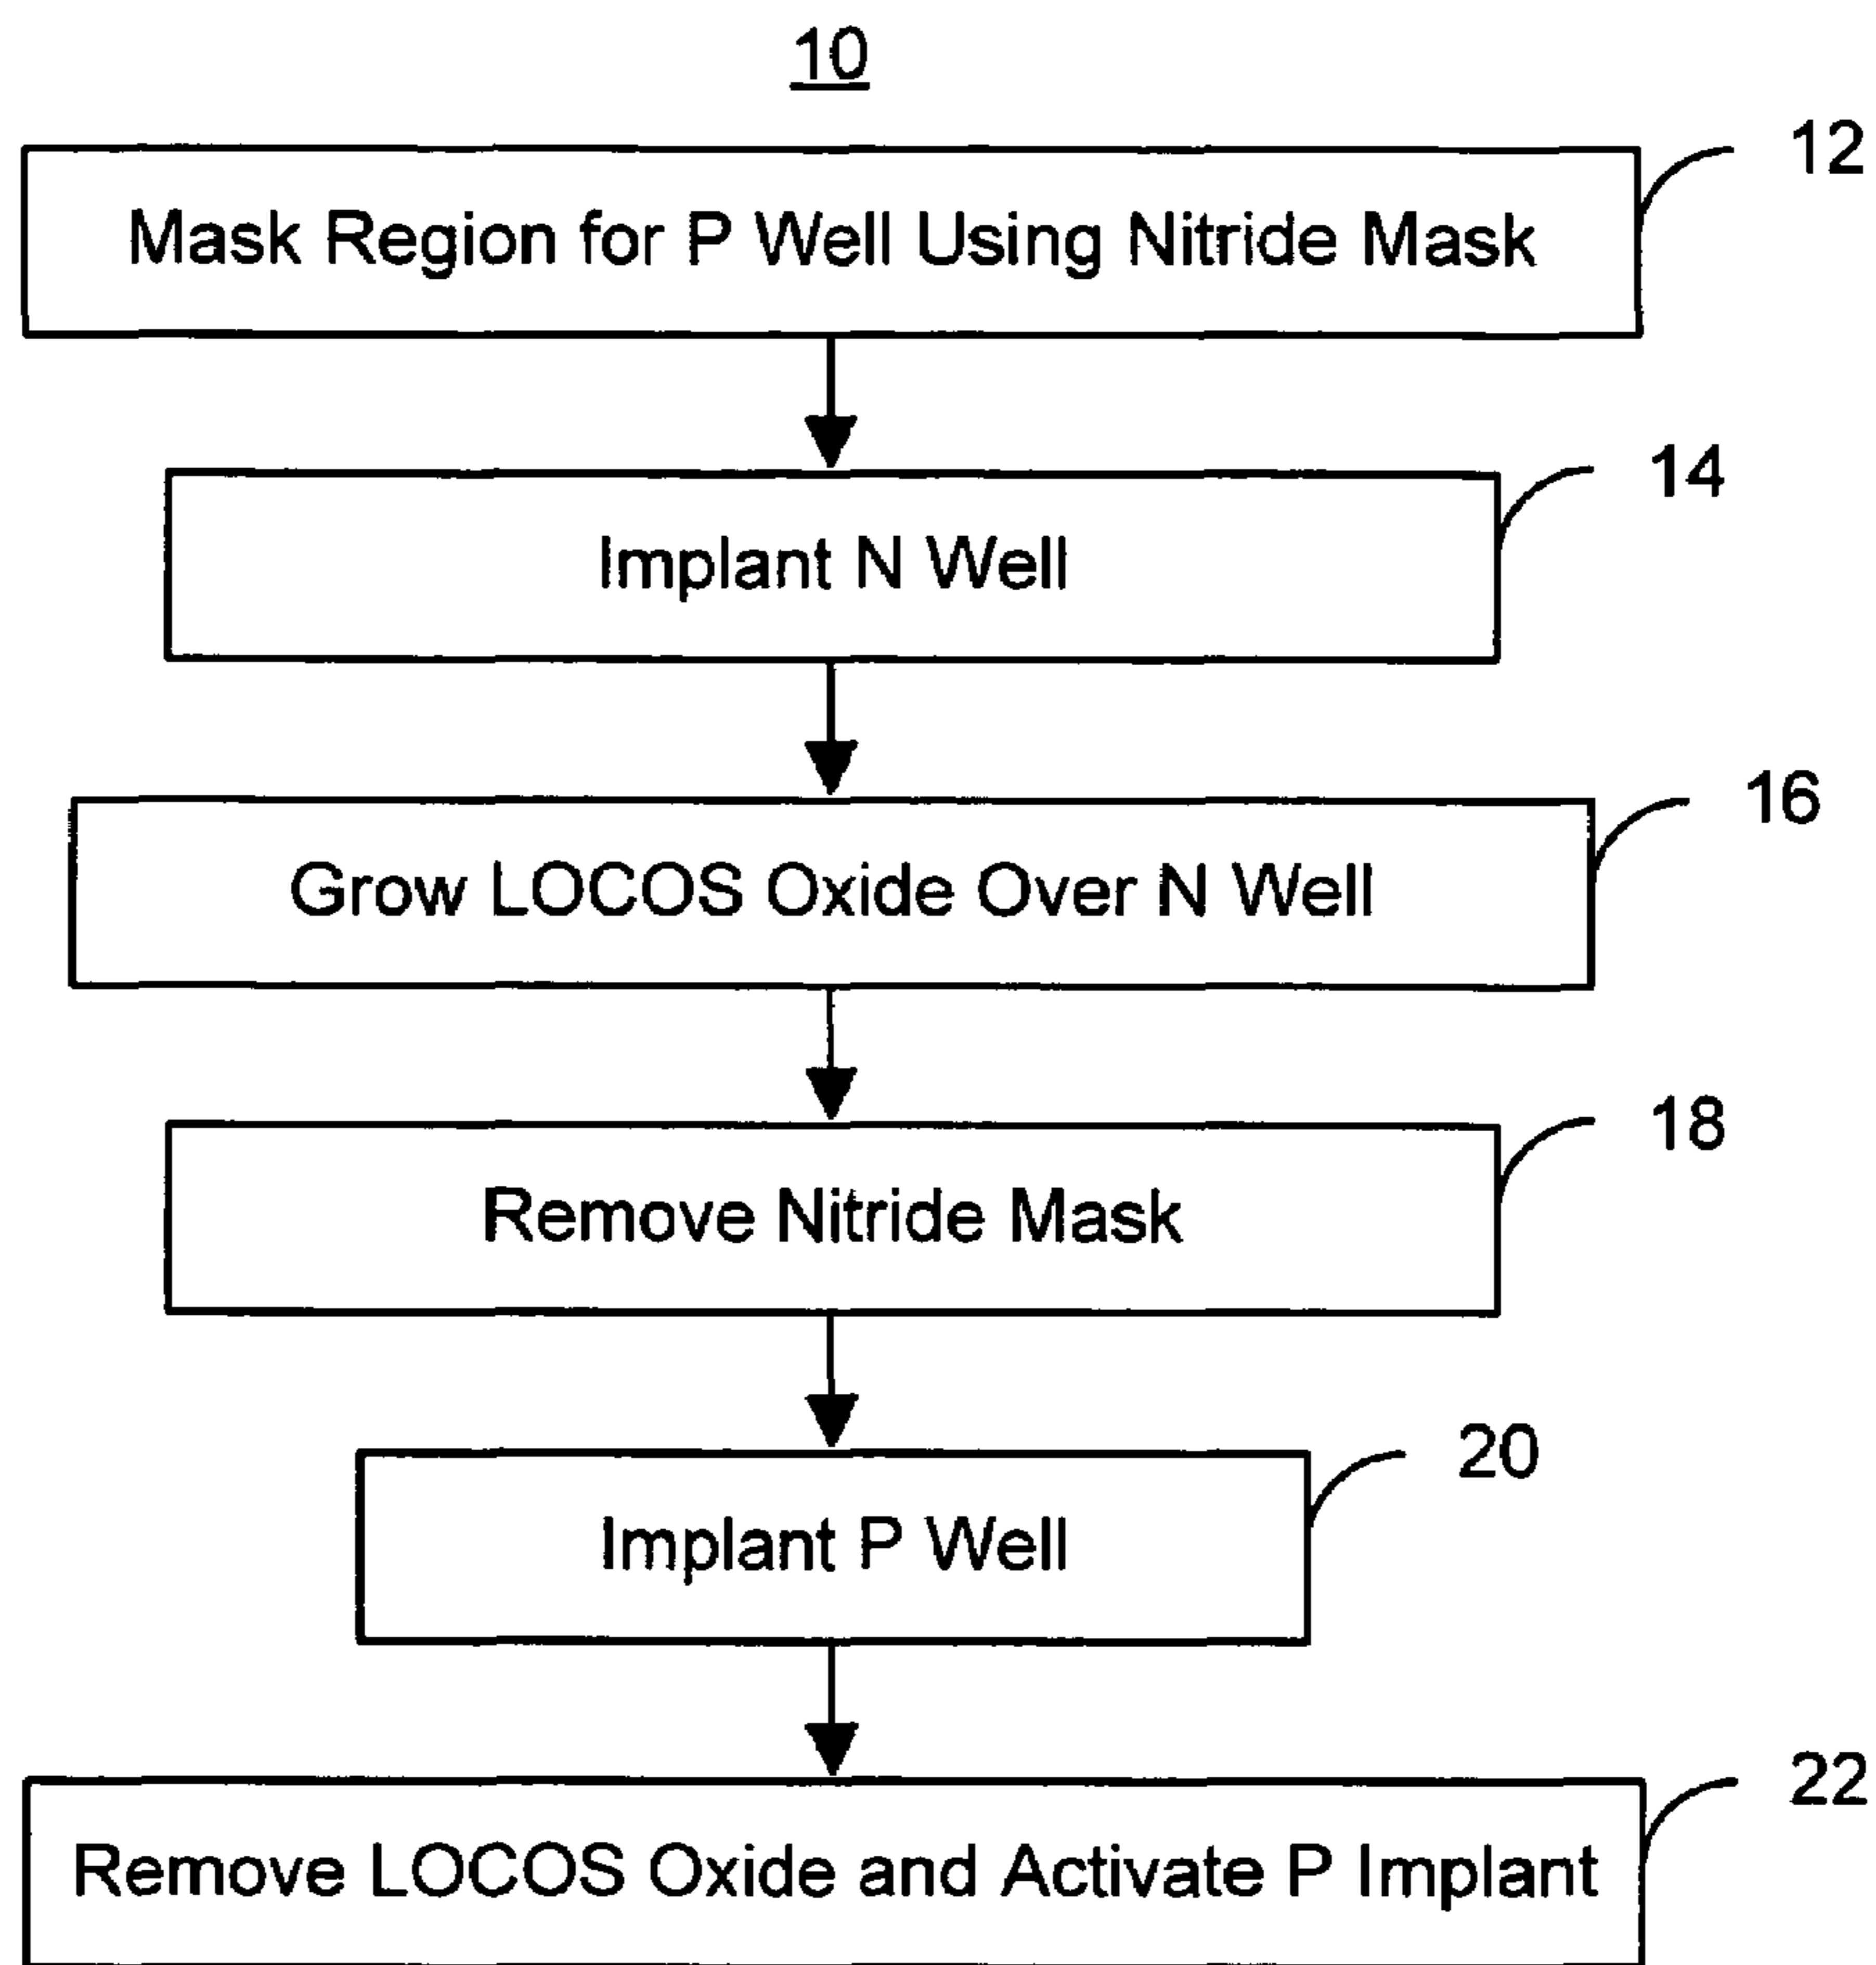 10
12
Mask Region for P Well Using Nitride Mask
14
Implant N Well
16
Grow LOCOS Oxide Over N Well
18
Remove Nitride Mask
20
Implant P Well
22
Remove LOCOS Oxide and Activate P Implant